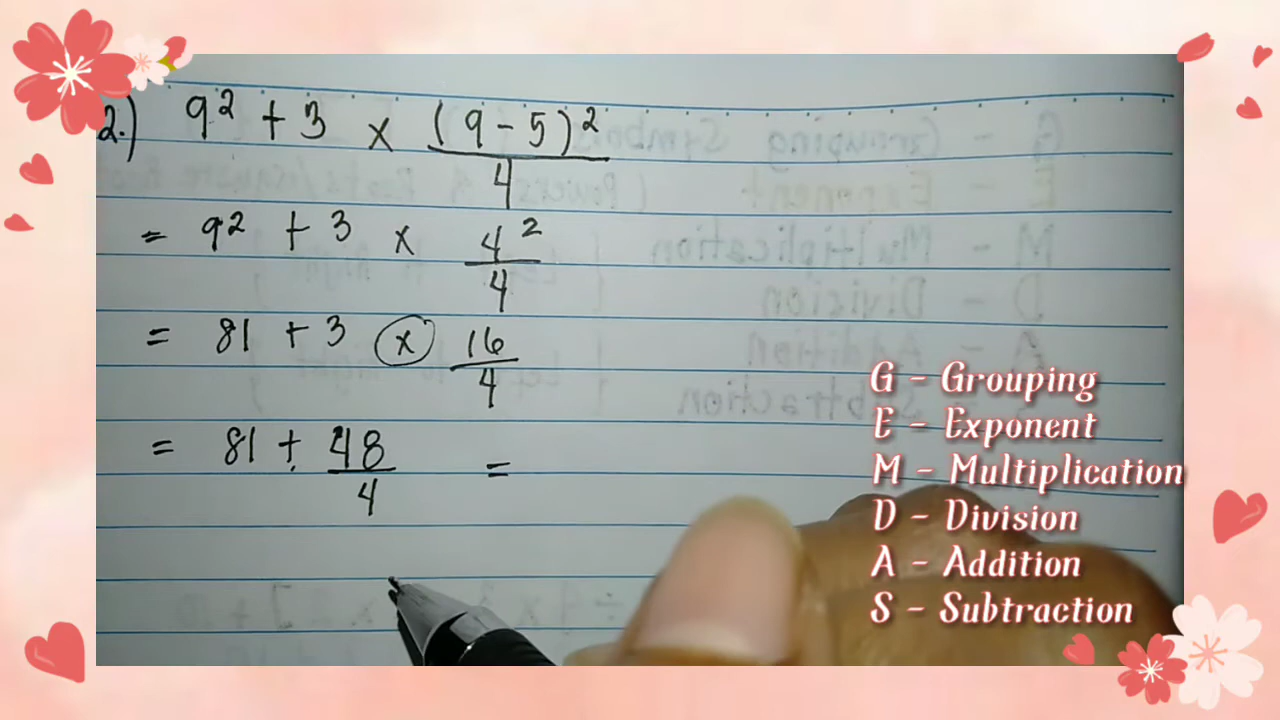 2.) 9² + 3 × (9 - 5)²
4
= 9² + 3 × 4²
4
= 81 + 3 × 16
4
= 81 + 48 =
4
G - Grouping
E - Exponent
M - Multiplication
D - Division
A - Addition
S - Subtraction